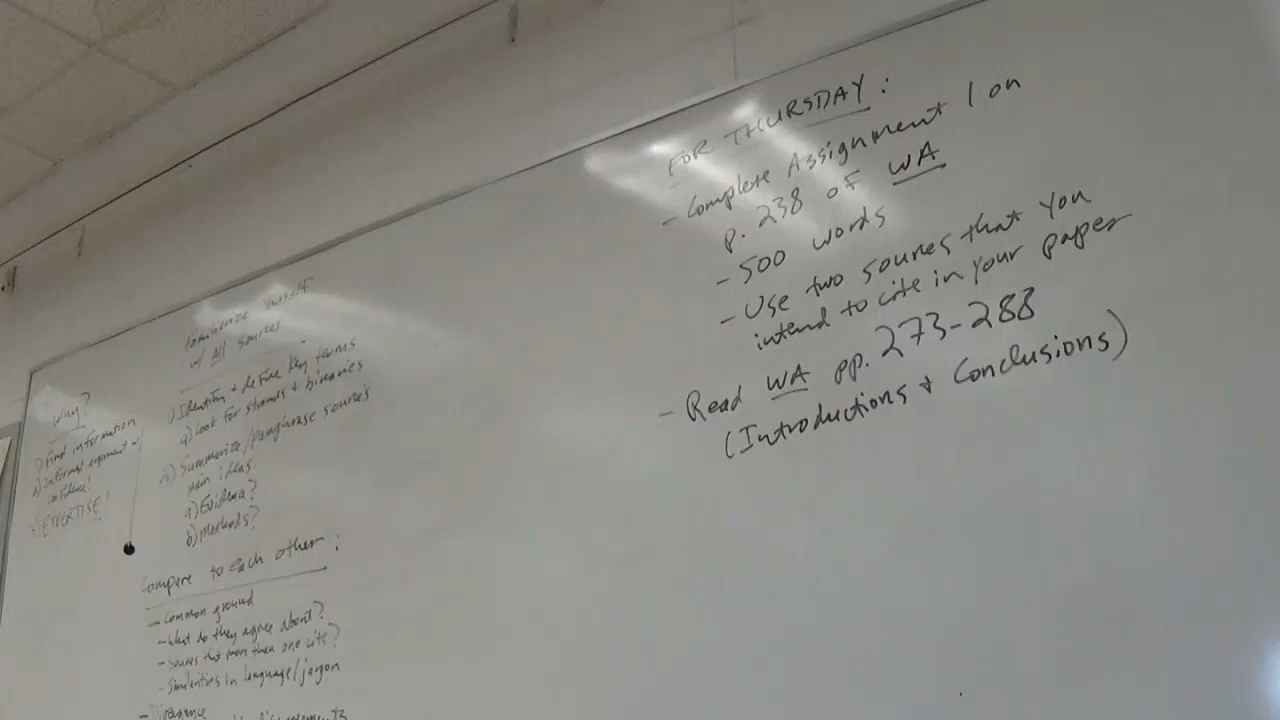 Why?
1) Find information
2) Informed argument w/
confidence!
3) EXPERTISE!
Familiarize Yourself
w/ All sources
1) Identify + define key terms
a) Look for strands + binaries
2) Summarize/paraphrase sources
main ideas
a) Evidence?
b) Methods?
Compare to each other:
- Common ground
- What do they agree about?
- Sources that more than one cite?
- Similarities in language/jargon
- Divergence
FOR THURSDAY:
- Complete Assignment 1 on
p. 238 of WA
- 500 words
- Use two sources that you
intend to cite in your paper
- Read WA pp. 273-288
(Introductions + Conclusions)